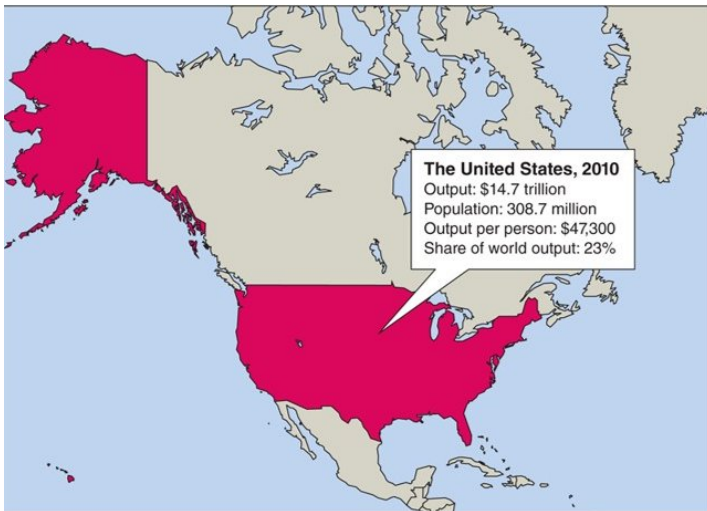 The United States, 2010
Output: $14.7 trillion
Population: 308.7 million
Output per person: $47,300
Share of world output: 23%